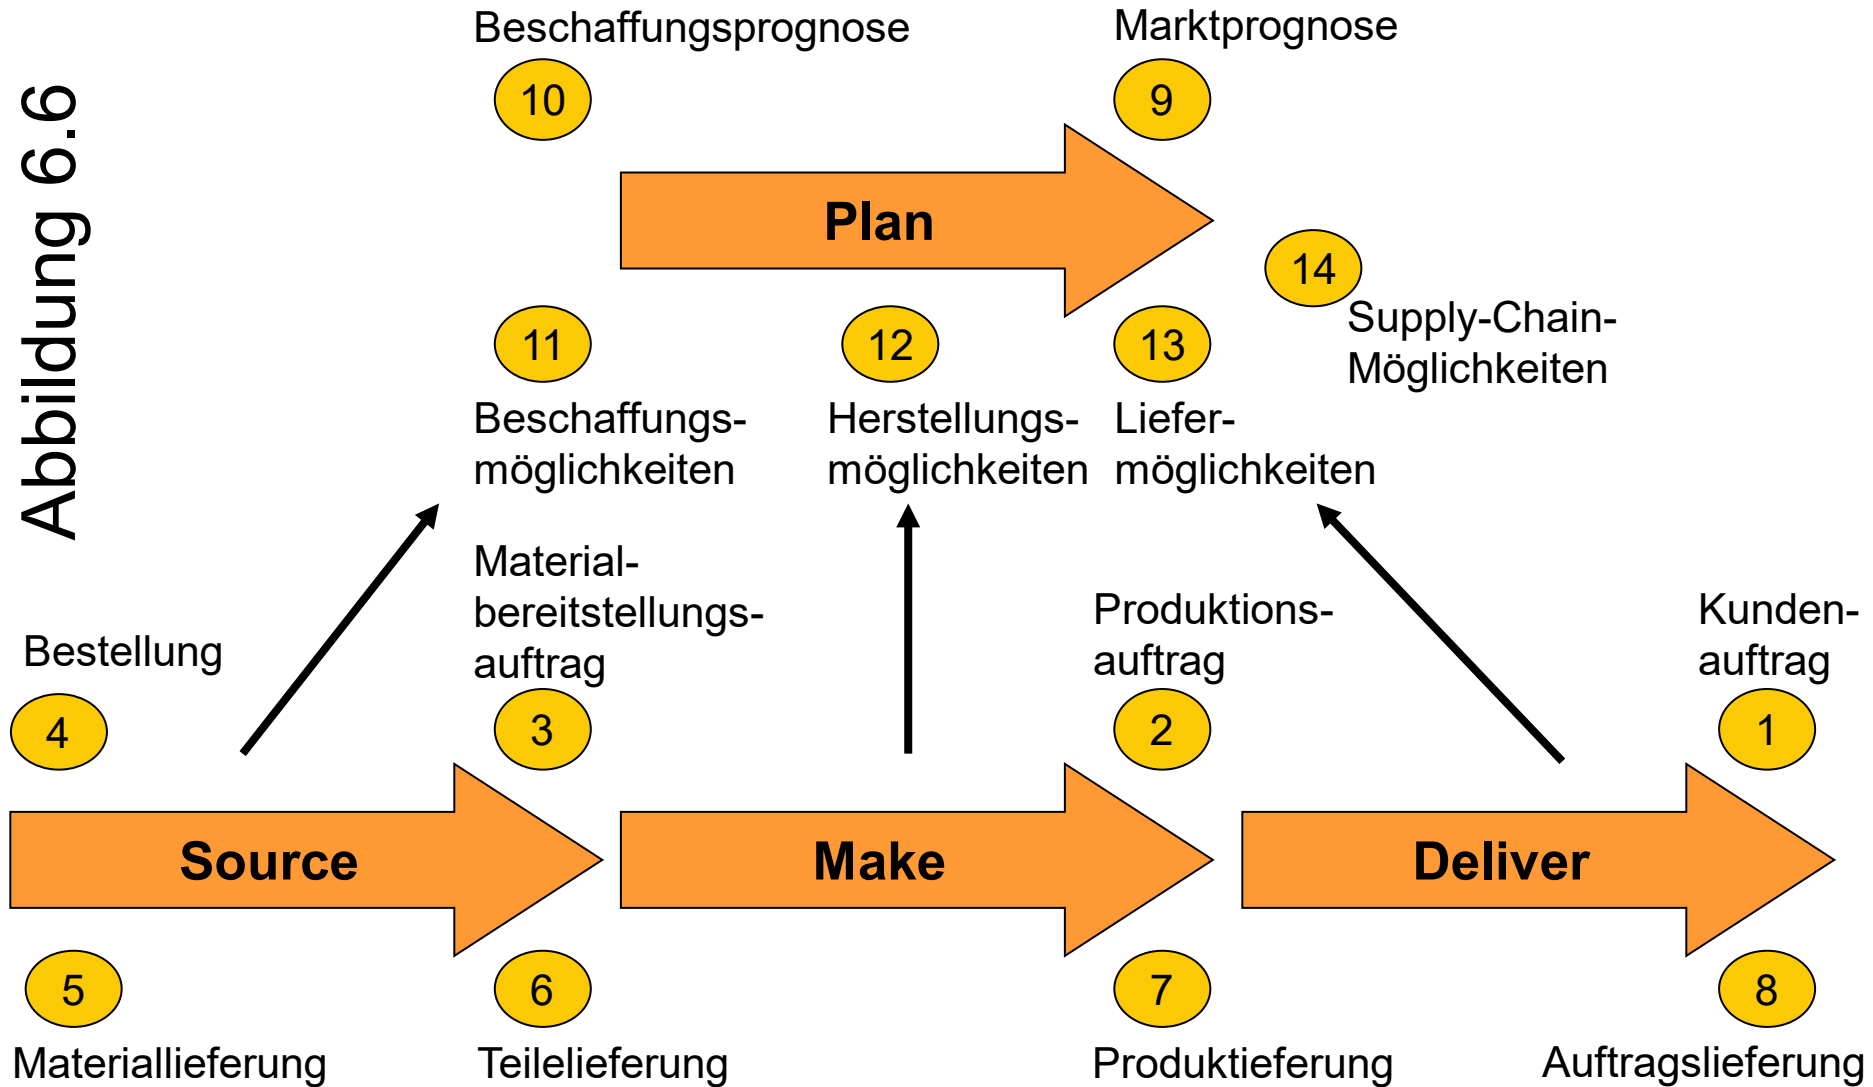 Abbildung 6.6
Beschaffungsprognose
10
Marktprognose
9
Plan
14
Supply-Chain-
Möglichkeiten
11
Beschaffungs-
möglichkeiten
12
Herstellungs-
möglichkeiten
13
Liefer-
möglichkeiten
Bestellung
4
Material-
bereitstellungs-
auftrag
3
Produktions-
auftrag
2
Kunden-
auftrag
1
Source
Make
Deliver
5
Materiallieferung
6
Teilelieferung
7
Produktieferung
8
Auftragslieferung